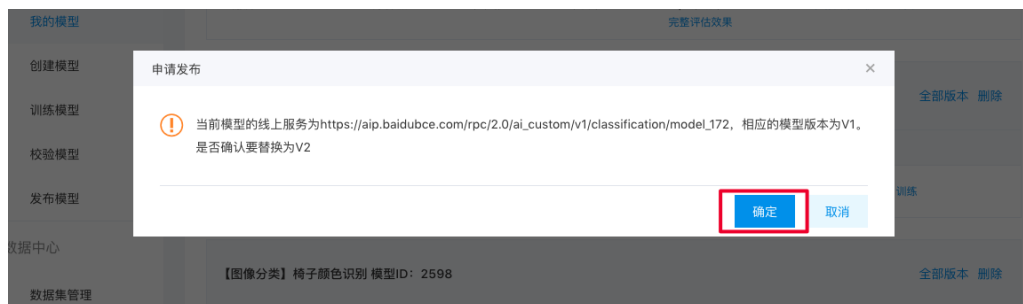 我的模型
完整评估效果
创建模型
申请发布
全部版本 删除
训练模型
当前模型的线上服务为https://aip.baidubce.com/rpc/2.0/ai_custom/v1/classification/model_172，相应的模型版本为V1。
是否确认要替换为V2
校验模型
发布模型
训练
确定 取消
数据中心
【图像分类】椅子颜色识别 模型ID：2598
全部版本 删除
数据集管理